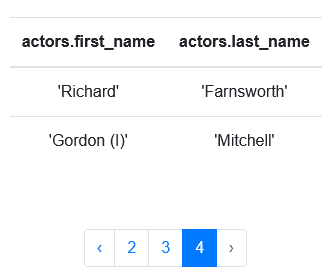 actors.first_name actors.last_name
'Richard' 'Farnsworth'
'Gordon (I)' 'Mitchell'
‹ 2 3 4 ›